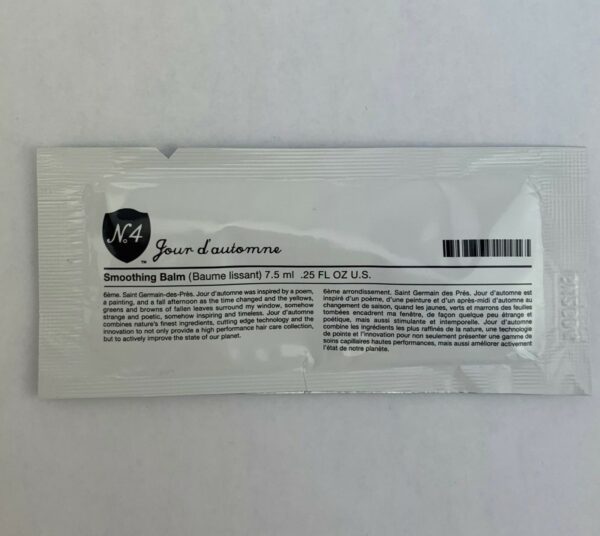 N.4
™
Jour d'automne
Smoothing Balm (Baume lissant) 7.5 ml .25 FL OZ U.S.
6ème. Saint Germain-des-Prés. Jour d'automne was inspired by a poem,
a painting, and a fall afternoon as the time changed and the yellows,
greens and browns of fallen leaves surround my window, somehow
strange and poetic, somehow inspiring and timeless. Jour d'automne
combines nature's finest ingredients, cutting edge technology and the
innovation to not only provide a high performance hair care collection,
but to actively improve the state of our planet.
6ème arrondissement. Saint Germain des Prés. Jour d'automne est
inspiré d'un poème, d'une peinture et d'un après-midi d'automne au
changement de saison, quand les jaunes, verts et marrons des feuilles
tombées encadrent ma fenêtre, de façon quelque peu étrange et
poétique, mais aussi stimulante et intemporelle. Jour d'automne
combine les ingrédients les plus raffinés de la nature, une technologie
de pointe et l'innovation pour non seulement présenter une gamme de
soins capillaires hautes performances, mais aussi améliorer activement
l'état de notre planète.